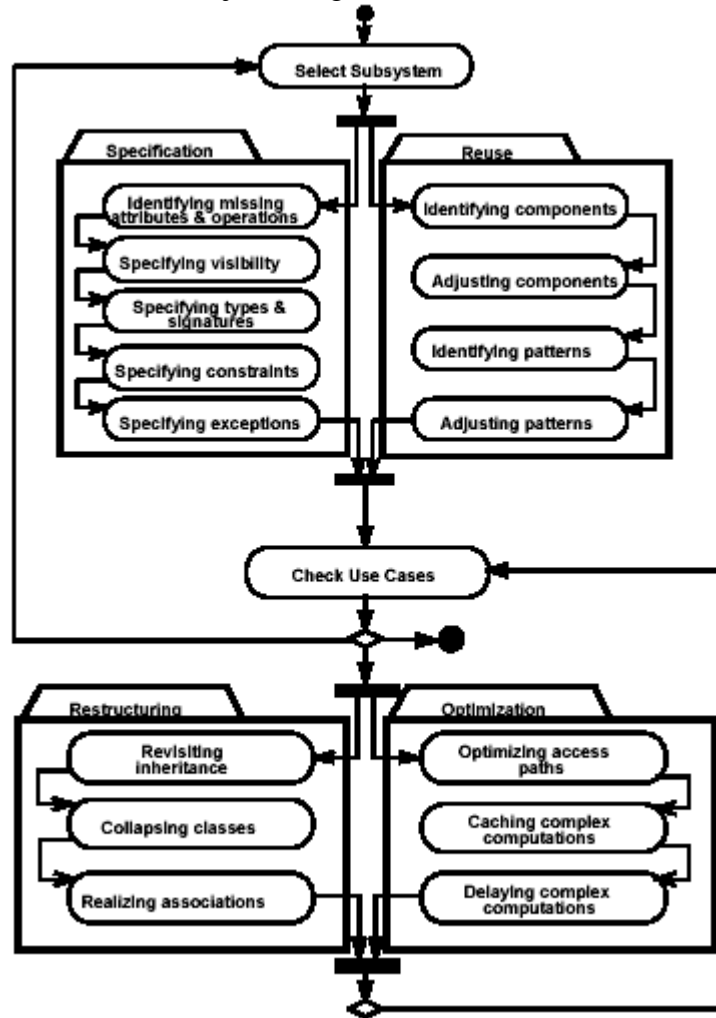 Select Subsystem
Specification
Reuse
Identifying missing
attributes & operations
Specifying visibility
Specifying types &
signatures
Specifying constraints
Specifying exceptions
Identifying components
Adjusting components
Identifying patterns
Adjusting patterns
Check Use Cases
Restructuring
Optimization
Revisiting
inheritance
Collapsing classes
Realizing associations
Optimizing access
paths
Caching complex
computations
Delaying complex
computations